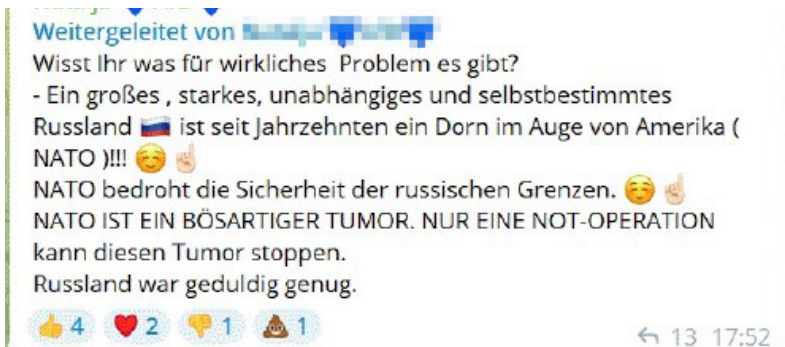 Weitergeleitet von
Wisst Ihr was für wirkliches Problem es gibt?
- Ein großes , starkes, unabhängiges und selbstbestimmtes
Russland 🇷🇺 ist seit Jahrzehnten ein Dorn im Auge von Amerika (
NATO )!!! ☺️ ☝🏻
NATO bedroht die Sicherheit der russischen Grenzen. ☺️ ☝🏻
NATO IST EIN BÖSARTIGER TUMOR. NUR EINE NOT-OPERATION
kann diesen Tumor stoppen.
Russland war geduldig genug.
👍 4 ❤️ 2 👎 1 💩 1
13 17:52